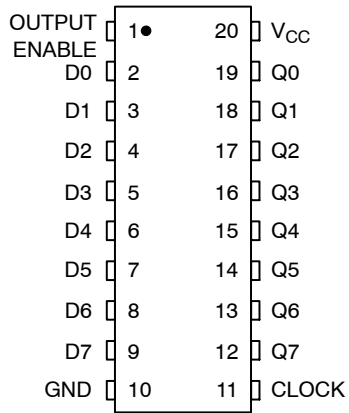 OUTPUT ENABLE 1 20 VCC
D0 2 19 Q0
D1 3 18 Q1
D2 4 17 Q2
D3 5 16 Q3
D4 6 15 Q4
D5 7 14 Q5
D6 8 13 Q6
D7 9 12 Q7
GND 10 11 CLOCK